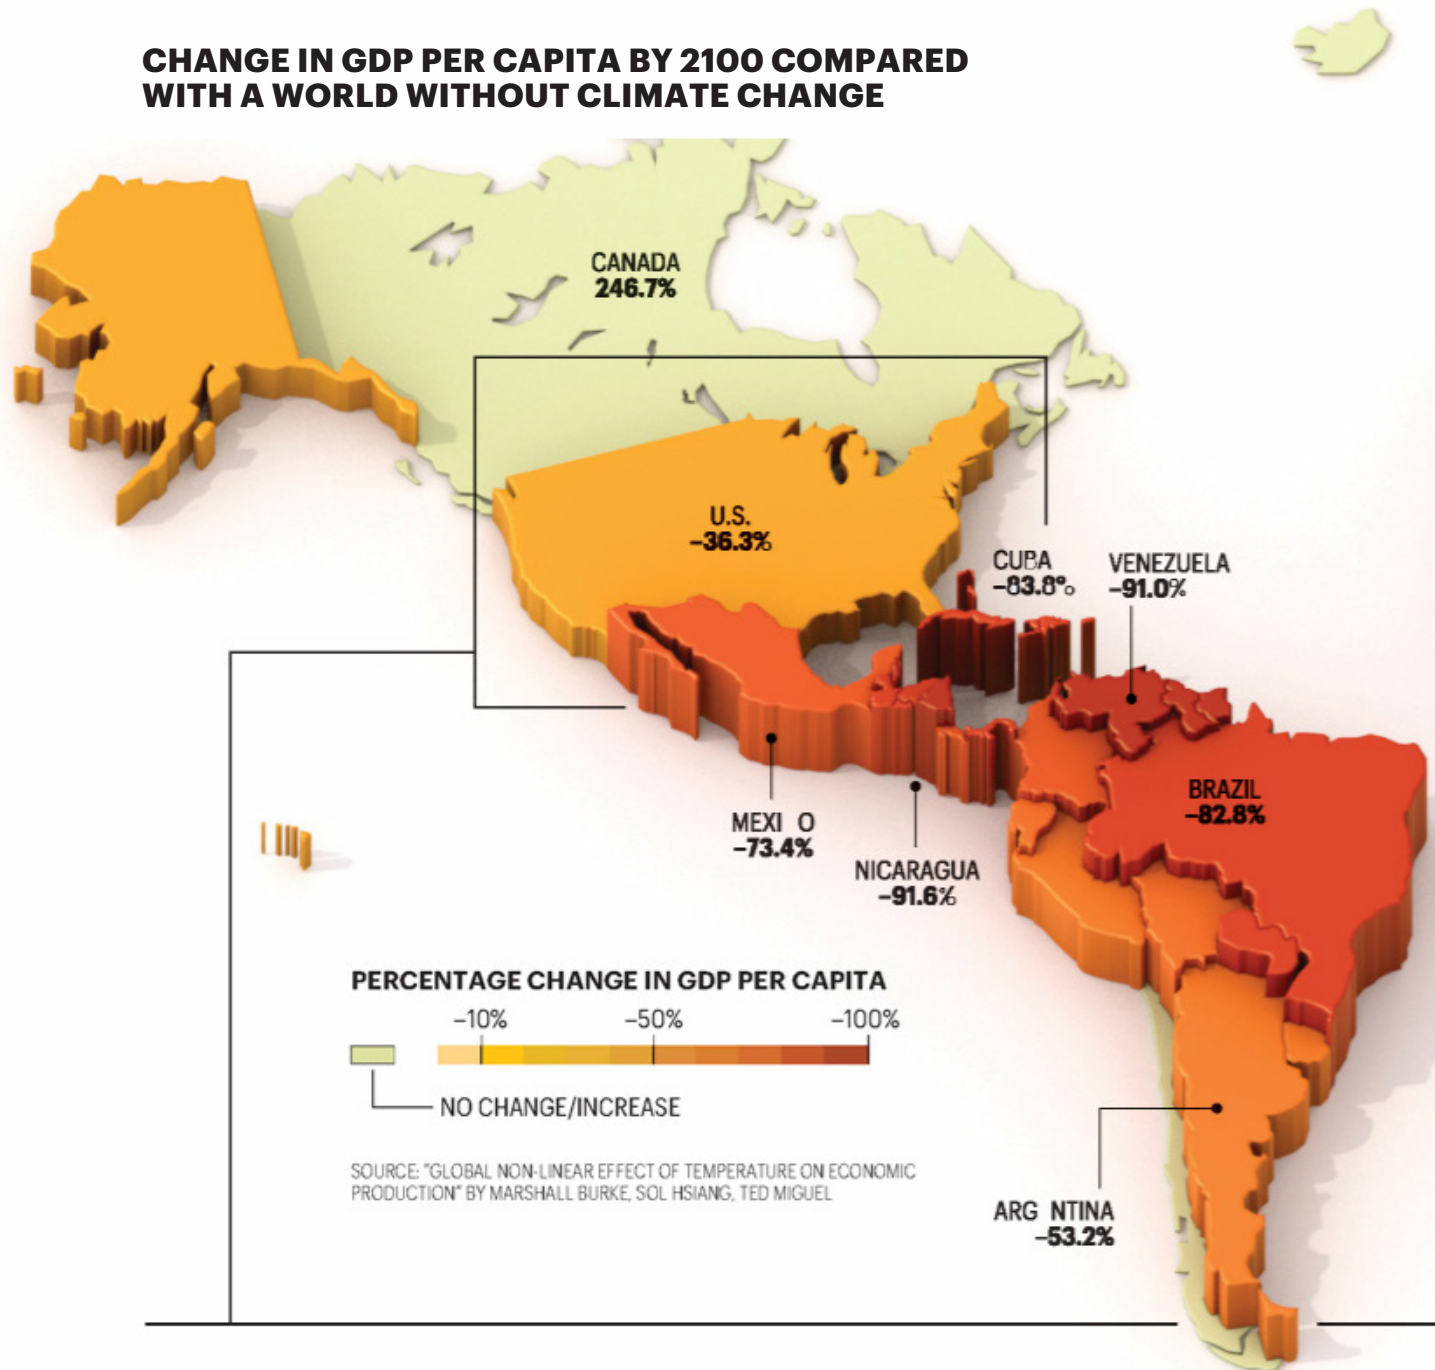 CHANGE IN GDP PER CAPITA BY 2100 COMPARED
WITH A WORLD WITHOUT CLIMATE CHANGE
CANADA
246.7%
U.S.
–36.3%
CUBA
–83.8%
VENEZUELA
–91.0%
BRAZIL
–82.8%
MEXI O
–73.4%
NICARAGUA
–91.6%
PERCENTAGE CHANGE IN GDP PER CAPITA
–10% –50% –100%
NO CHANGE/INCREASE
SOURCE: "GLOBAL NON-LINEAR EFFECT OF TEMPERATURE ON ECONOMIC
PRODUCTION" BY MARSHALL BURKE, SOL HSIANG, TED MIGUEL
ARG NTINA
–53.2%